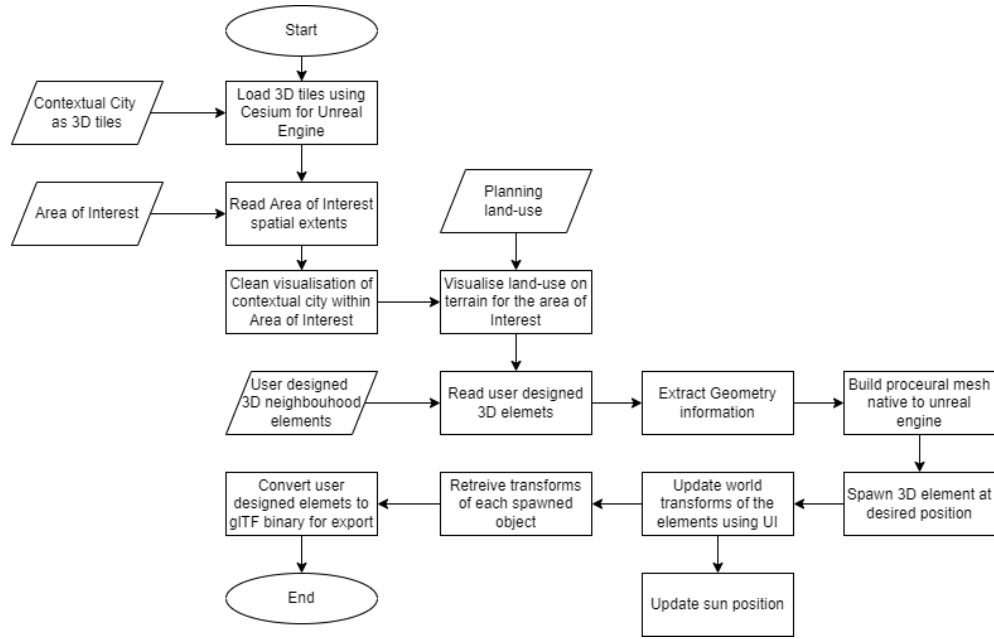 Start
Contextual City
as 3D tiles
Load 3D tiles using
Cesium for Unreal
Engine
Area of Interest
Read Area of Interest
spatial extents
Planning
land-use
Clean visualisation of
contextual city within
Area of Interest
Visualise land-use on
terrain for the area of
Interest
User designed
3D neighbouhood
elements
Read user designed
3D elemets
Extract Geometry
information
Build proceural mesh
native to unreal
engine
Convert user
designed elemets to
glTF binary for export
Retreive transforms
of each spawned
object
Update world
transforms of the
elements using UI
Spawn 3D element at
desired position
End
Update sun position